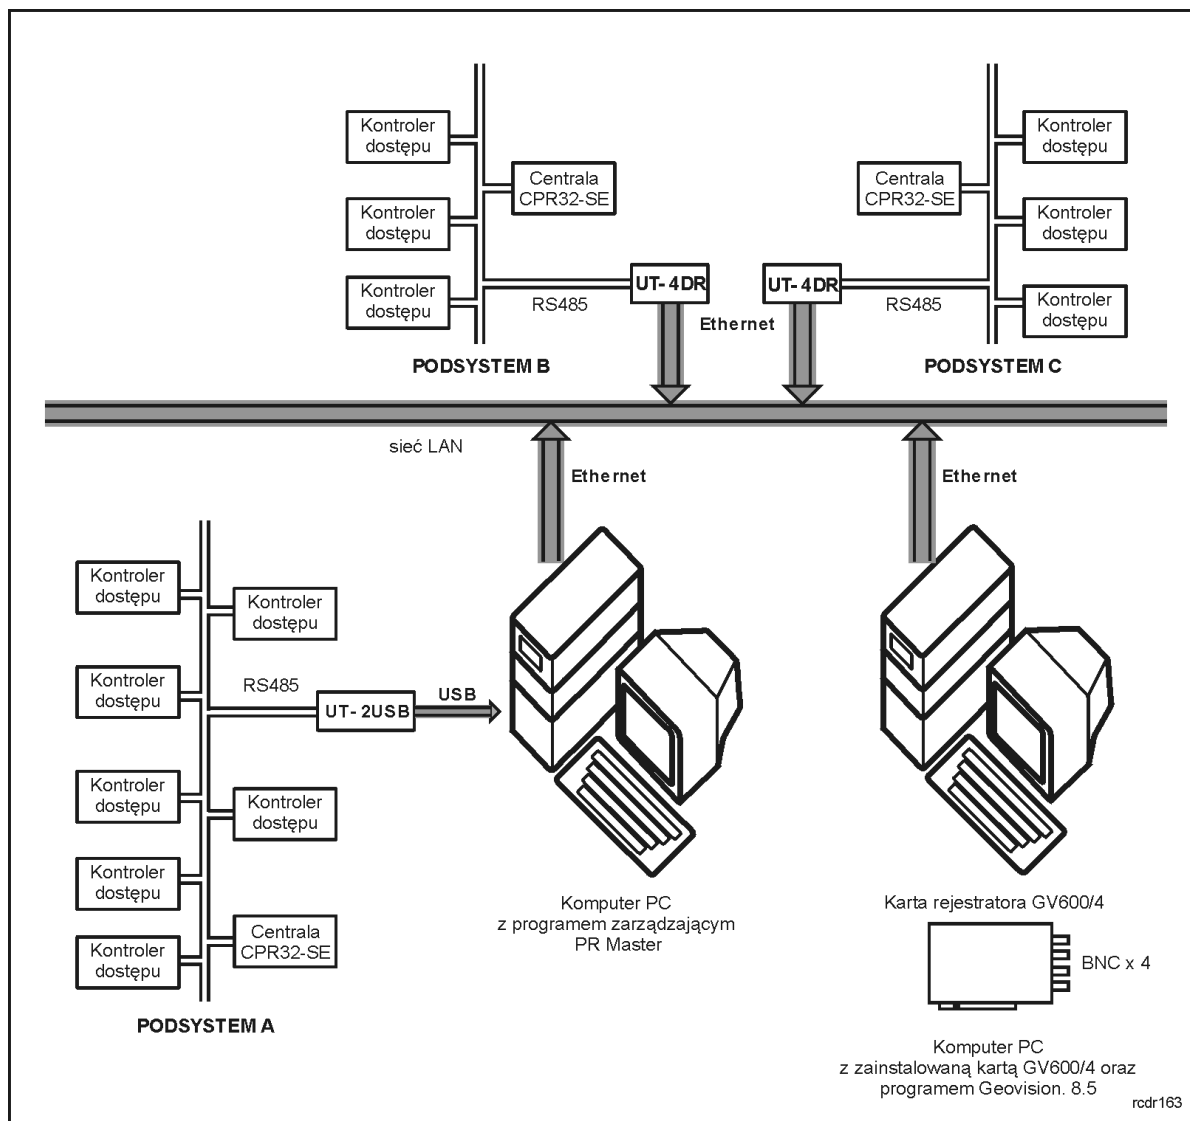 Kontroler
dostępu
Kontroler
dostępu
Kontroler
dostępu
Centrala
CPR32-SE
UT- 4DR
RS485
PODSYSTEM B
Kontroler
dostępu
Kontroler
dostępu
Kontroler
dostępu
Centrala
CPR32-SE
UT- 4DR
RS485
PODSYSTEM C
Ethernet
sieć LAN
Ethernet
Ethernet
Kontroler
dostępu
Kontroler
dostępu
Kontroler
dostępu
RS485
UT- 2USB
USB
Kontroler
dostępu
Kontroler
dostępu
Kontroler
dostępu
Centrala
CPR32-SE
Kontroler
dostępu
PODSYSTEM A
Komputer PC
z programem zarządzającym
PR Master
Karta rejestratora GV600/4
BNC x 4
Komputer PC
z zainstalowaną kartą GV600/4 oraz
programem Geovision. 8.5
rcdr163